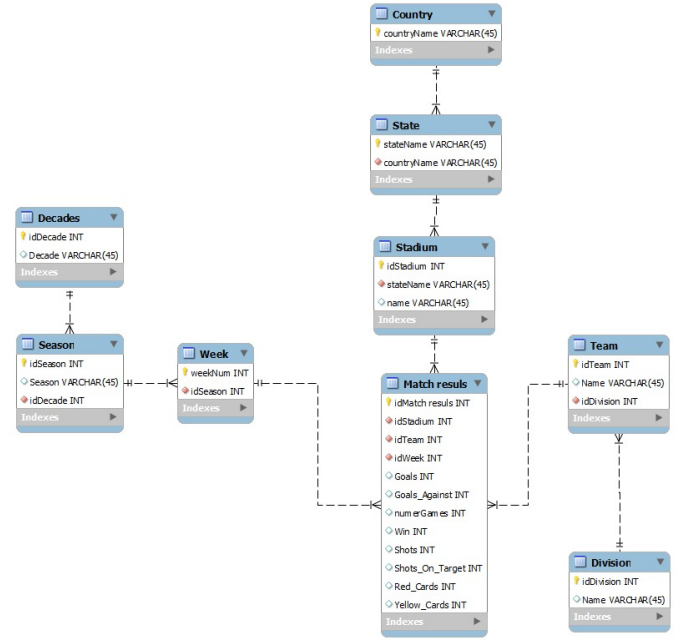 Country
countryName VARCHAR(45)
Indexes
State
stateName VARCHAR(45)
countryName VARCHAR(45)
Indexes
Decades
idDecade INT
Decade VARCHAR(45)
Indexes
Stadium
idStadium INT
stateName VARCHAR(45)
name VARCHAR(45)
Indexes
Season
idSeason INT
Season VARCHAR(45)
idDecade INT
Indexes
Week
weekNum INT
idSeason INT
Indexes
Match resuls
idMatch resuls INT
idStadium INT
idTeam INT
idWeek INT
Goals INT
Goals_Against INT
numerGames INT
Win INT
Shots INT
Shots_On_Target INT
Red_Cards INT
Yellow_Cards INT
Indexes
Team
idTeam INT
Name VARCHAR(45)
idDivision INT
Indexes
Division
idDivision INT
Name VARCHAR(45)
Indexes